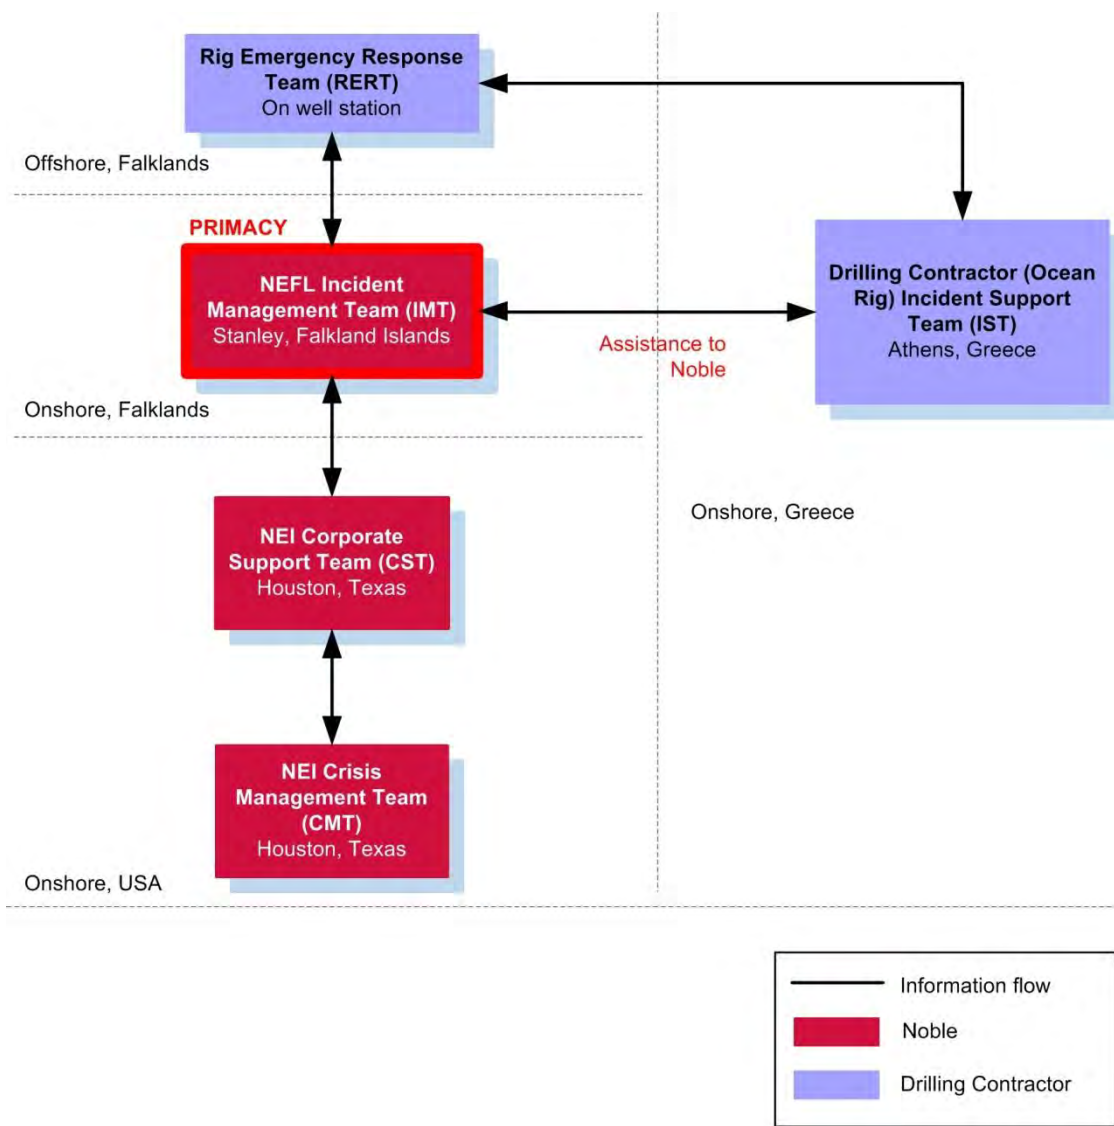 Rig Emergency Response
Team (RERT)
On well station
Offshore, Falklands
PRIMACY
NEFL Incident
Management Team (IMT)
Stanley, Falkland Islands
Assistance to
Noble
Drilling Contractor (Ocean
Rig) Incident Support
Team (IST)
Athens, Greece
Onshore, Falklands
NEI Corporate
Support Team (CST)
Houston, Texas
Onshore, Greece
NEI Crisis
Management Team
(CMT)
Houston, Texas
Onshore, USA
Information flow
Noble
Drilling Contractor